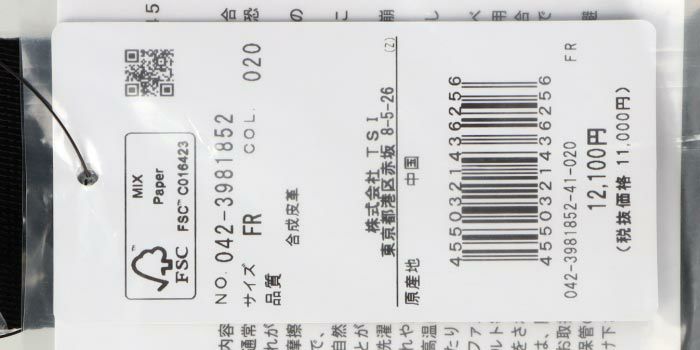 MIX
Paper
FSC™ C016423
FSC
NO. 042-3981852
サイズ FR COL. 020
品質 合成皮革
株式会社 TSI
東京都港区赤坂 8-5-26 (Z)
原産地 中国
4550321436256
4550321436256
042-3981852-41-020 FR
12,100円
(税抜価格 11,000円)